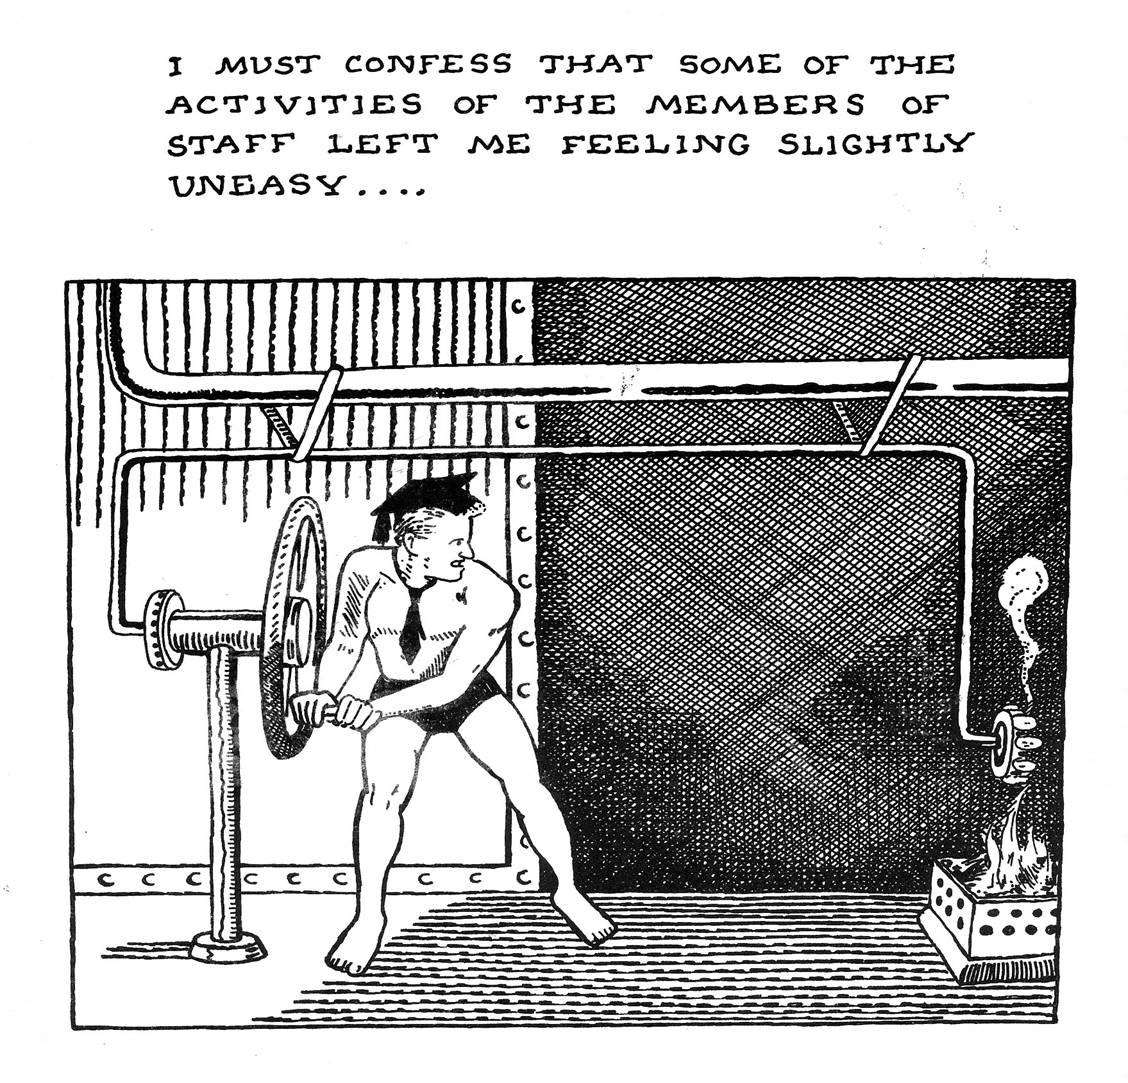 I MUST CONFESS THAT SOME OF THE
ACTIVITIES OF THE MEMBERS OF
STAFF LEFT ME FEELING SLIGHTLY
UNEASY....